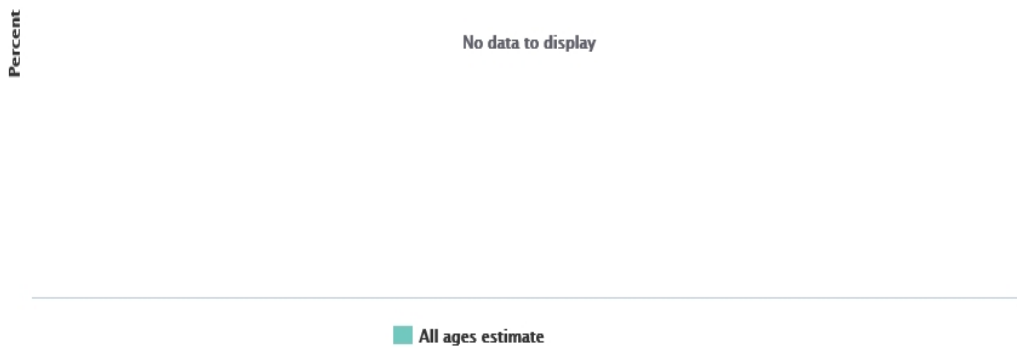 Percent
No data to display
All ages estimate